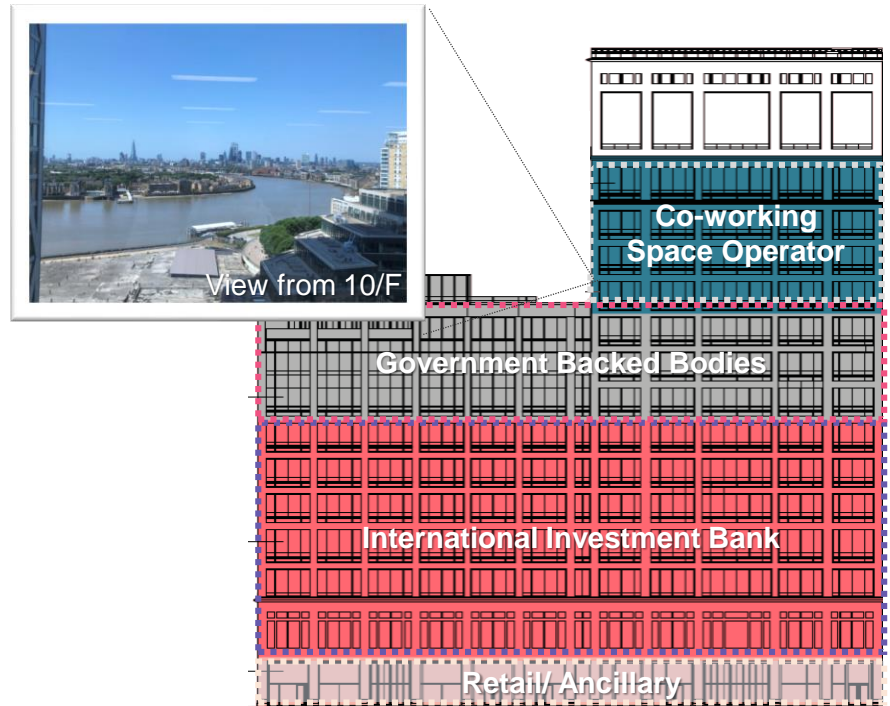 View from 10/F
Co-working
Space Operator
Government Backed Bodies
International Investment Bank
Retail/ Ancillary